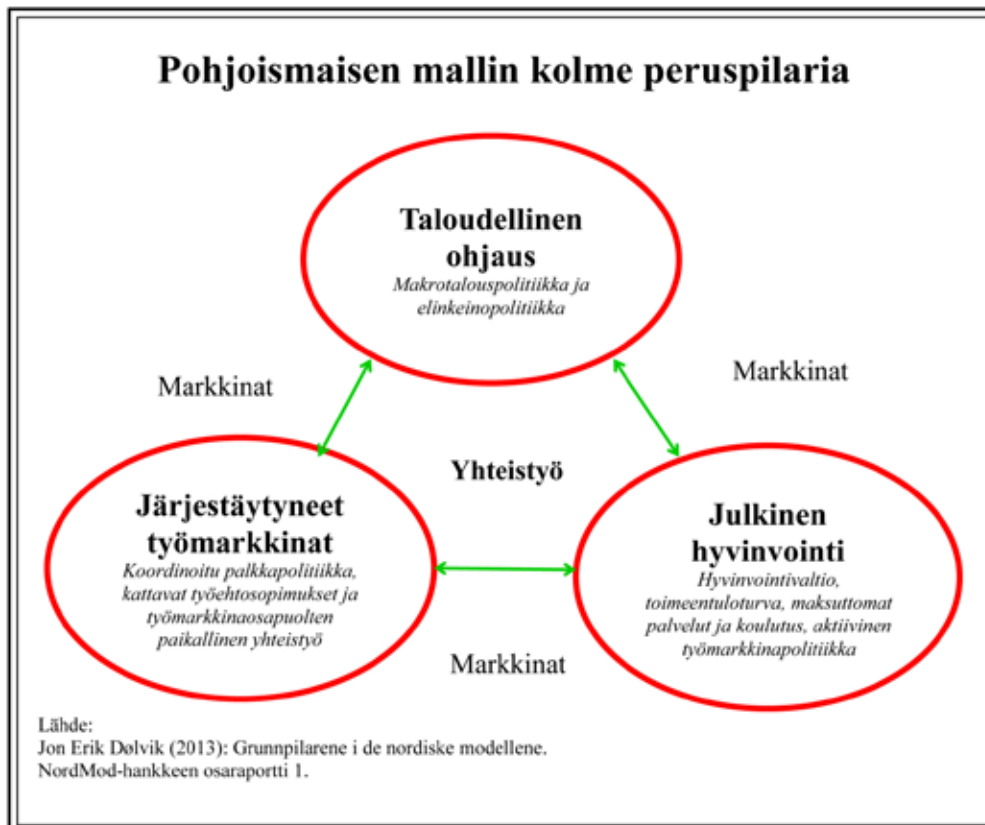 Pohjoismaisen mallin kolme peruspilaria
Taloudellinen
ohjaus
Makrotalouspolitiikka ja
elinkeinopolitiikka
Markkinat
Markkinat
Yhteistyö
Järjestäytyneet
työmarkkinat
Koordinoitu palkkapolitiikka,
kattavat työehtosopimukset ja
työmarkkinaosapuolten
paikallinen yhteistyö
Julkinen
hyvinvointi
Hyvinvointivaltio,
toimeentuloturva, maksuttomat
palvelut ja koulutus, aktiivinen
työmarkkinapolitiikka
Markkinat
Lähde:
Jon Erik Dølvik (2013): Grunnpilarene i de nordiske modellene.
NordMod-hankkeen osaraportti 1.